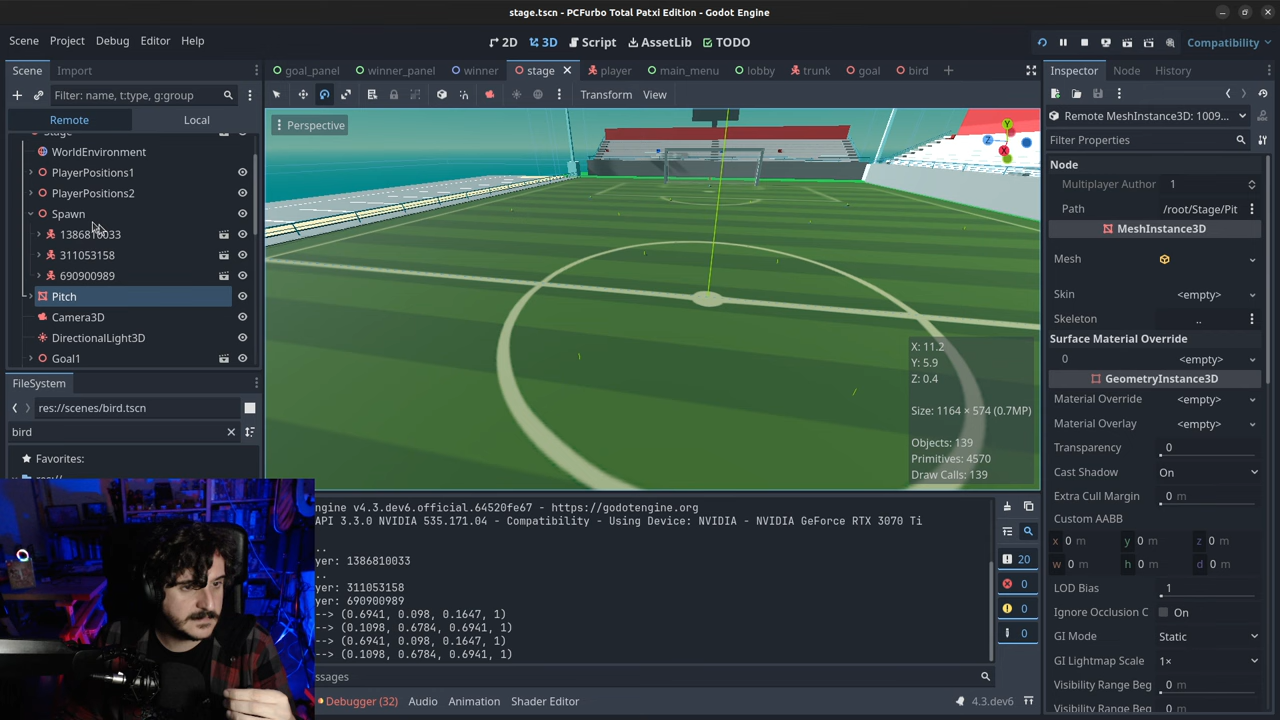 stage.tscn - PCFurbo Total Patxi Edition - Godot Engine
Scene Project Debug Editor Help
2D 3D Script AssetLib TODO
Compatibility
Scene Import
goal_panel winner_panel winner stage player main_menu lobby trunk goal bird
Inspector Node History
Filter: name, t:type, g:group
Transform View
Remote Local
Perspective
Y
Z
X
Remote MeshInstance3D: 1009...
Filter Properties
WorldEnvironment
PlayerPositions1
PlayerPositions2
Spawn
1386810033
311053158
690900989
Pitch
Camera3D
DirectionalLight3D
Goal1
FileSystem
res://scenes/bird.tscn
bird
Favorites:
X: 11.2
Y: 5.9
Z: 0.4
Size: 1164 × 574 (0.7MP)
Objects: 139
Primitives: 4570
Draw Calls: 139
Node
Multiplayer Author 1
Path /root/Stage/Pit
MeshInstance3D
Mesh
Skin <empty>
Skeleton ..
Surface Material Override
0 <empty>
GeometryInstance3D
Material Override <empty>
Material Overlay <empty>
Transparency 0
Cast Shadow On
Extra Cull Margin 0 m
Custom AABB
x 0 m y 0 m z 0 m
w 0 m h 0 m d 0 m
LOD Bias 1
Ignore Occlusion C On
GI Mode Static
GI Lightmap Scale 1×
Visibility Range Beg 0 m
Visibility Range Beg 0 m
ngine v4.3.dev6.official.64520fe67 - https://godotengine.org
API 3.3.0 NVIDIA 535.171.04 - Compatibility - Using Device: NVIDIA - NVIDIA GeForce RTX 3070 Ti
..
yer: 1386810033
..
yer: 311053158
yer: 690900989
--> (0.6941, 0.098, 0.1647, 1)
--> (0.1098, 0.6784, 0.6941, 1)
--> (0.6941, 0.098, 0.1647, 1)
--> (0.1098, 0.6784, 0.6941, 1)
20
0
0
0
ssages
Debugger (32) Audio Animation Shader Editor
4.3.dev6